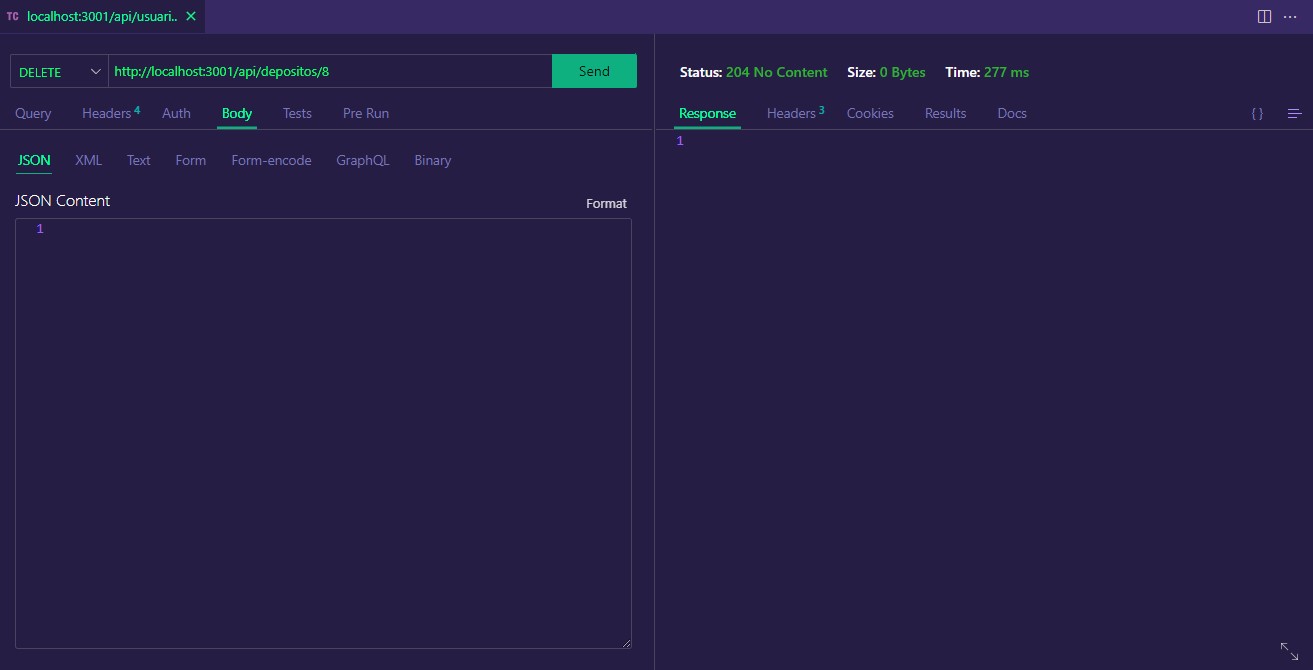 TC localhost:3001/api/usuari..
DELETE http://localhost:3001/api/depositos/8 Send
Query Headers 4 Auth Body Tests Pre Run
JSON XML Text Form Form-encode GraphQL Binary
JSON Content Format
1
Status: 204 No Content Size: 0 Bytes Time: 277 ms
Response Headers 3 Cookies Results Docs { }
1